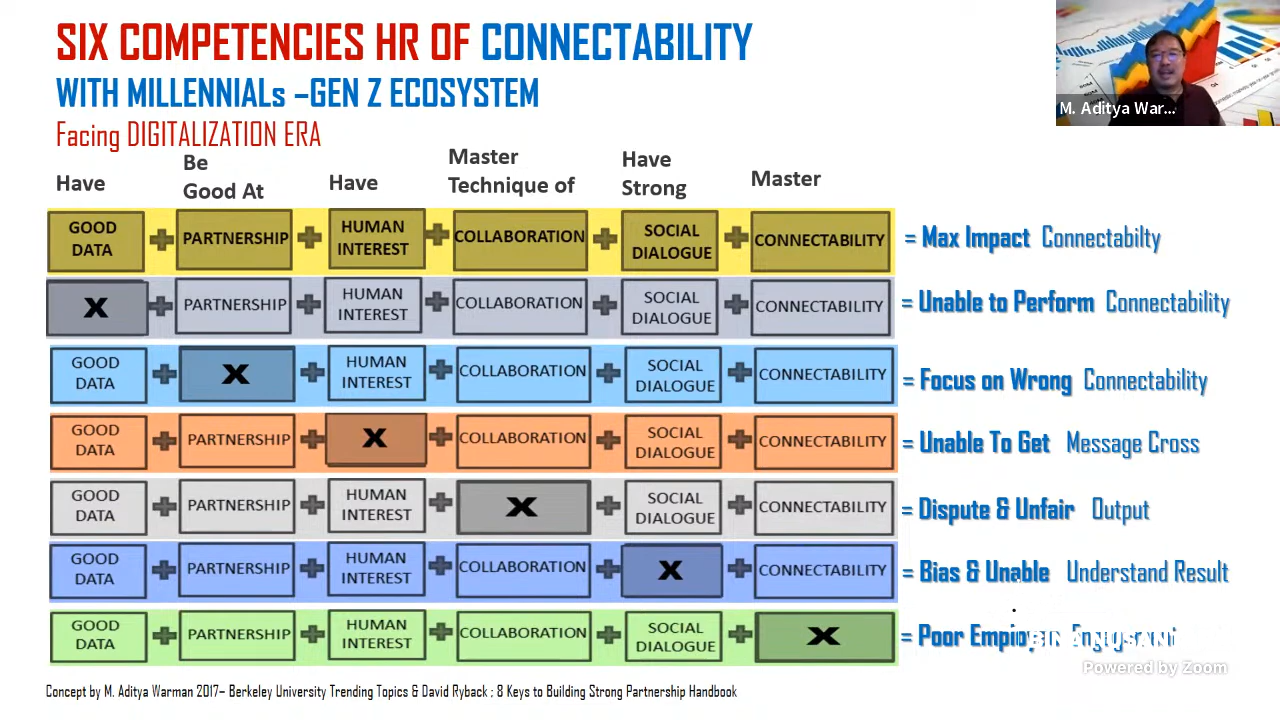 SIX COMPETENCIES HR OF CONNECTABILITY
WITH MILLENNIALs –GEN Z ECOSYSTEM
Facing DIGITALIZATION ERA
M. Aditya War...
Have
Be
Good At
Have
Master
Technique of
Have
Strong
Master
GOOD
DATA
PARTNERSHIP
HUMAN
INTEREST
COLLABORATION
SOCIAL
DIALOGUE
CONNECTABILITY
= Max Impact Connectabilty
X
PARTNERSHIP
HUMAN
INTEREST
COLLABORATION
SOCIAL
DIALOGUE
CONNECTABILITY
= Unable to Perform Connectability
GOOD
DATA
X
HUMAN
INTEREST
COLLABORATION
SOCIAL
DIALOGUE
CONNECTABILITY
= Focus on Wrong Connectability
GOOD
DATA
PARTNERSHIP
X
COLLABORATION
SOCIAL
DIALOGUE
CONNECTABILITY
= Unable To Get Message Cross
GOOD
DATA
PARTNERSHIP
HUMAN
INTEREST
X
SOCIAL
DIALOGUE
CONNECTABILITY
= Dispute & Unfair Output
GOOD
DATA
PARTNERSHIP
HUMAN
INTEREST
COLLABORATION
X
CONNECTABILITY
= Bias & Unable Understand Result
GOOD
DATA
PARTNERSHIP
HUMAN
INTEREST
COLLABORATION
SOCIAL
DIALOGUE
X
= Poor
Powered by Zoom
Concept by M. Aditya Warman 2017– Berkeley University Trending Topics & David Ryback ; 8 Keys to Building Strong Partnership Handbook